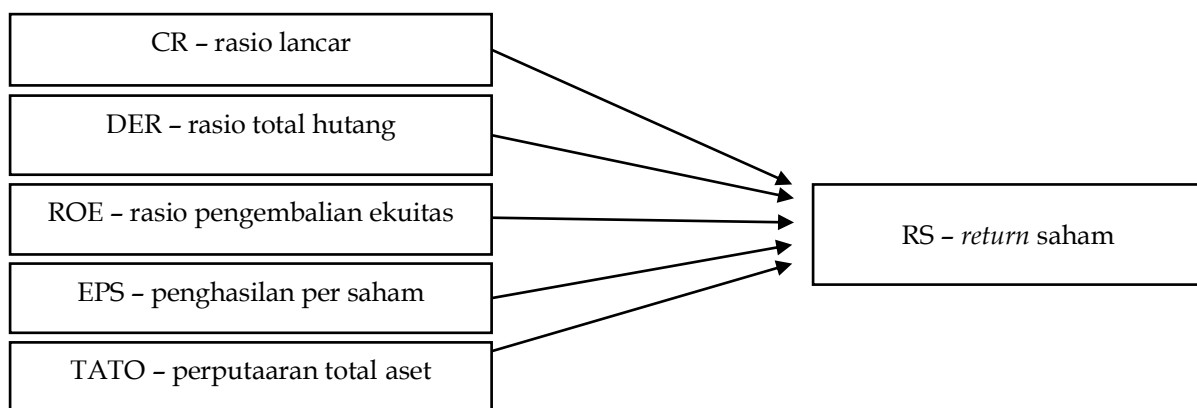 CR – rasio lancar
DER – rasio total hutang
ROE – rasio pengembalian ekuitas
EPS – penghasilan per saham
TATO – perputaaran total aset
RS – return saham